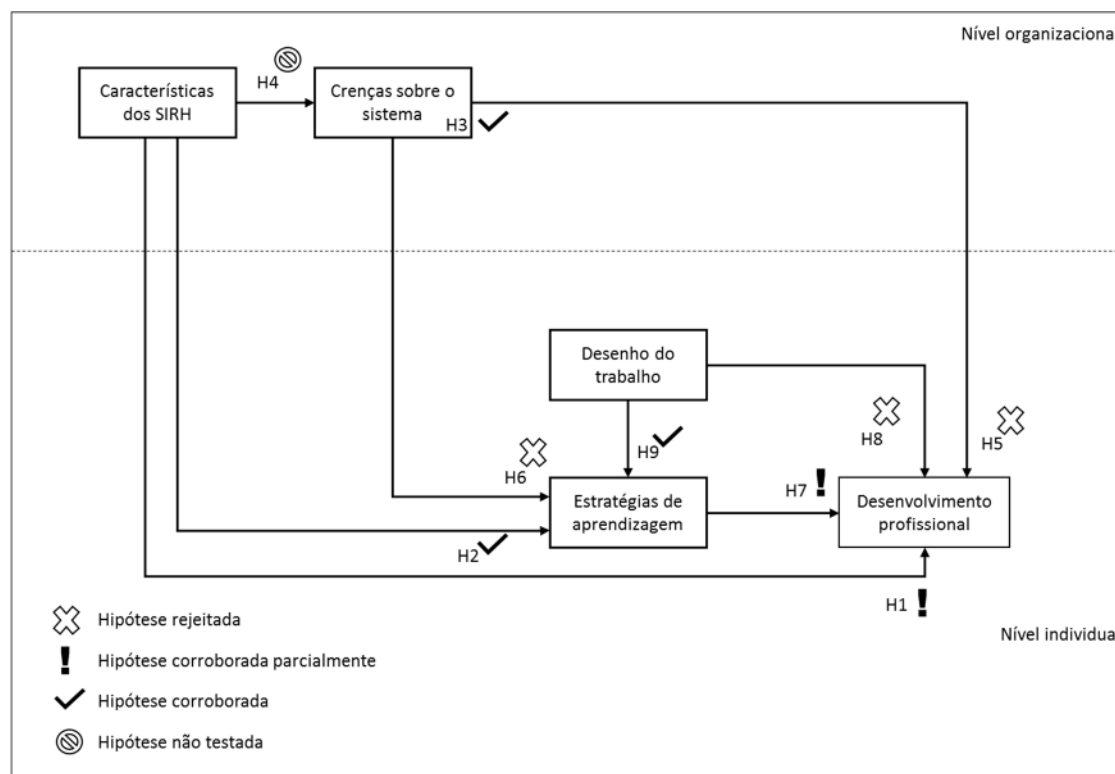 Nível organizaciona
H4
Características
dos SIRH
Crenças sobre o
sistema
H3
Desenho do
trabalho
H9
H8
H5
H6
H7
Estratégias de
aprendizagem
Desenvolvimento
profissional
H2
H1
Hipótese rejeitada
Nível individua
Hipótese corroborada parcialmente
Hipótese corroborada
Hipótese não testada